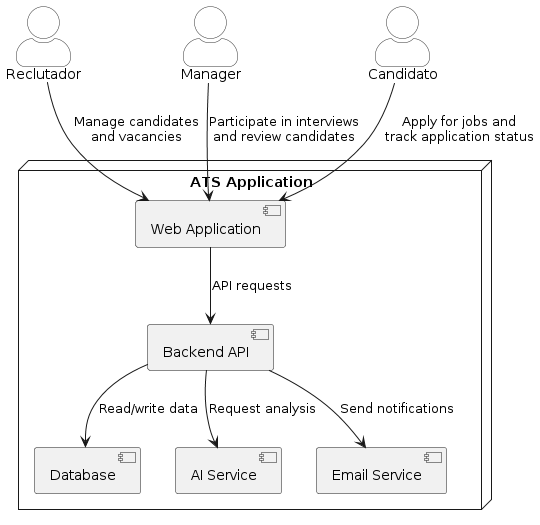 Reclutador
Manager
Candidato
Manage candidates
and vacancies
Participate in interviews
and review candidates
Apply for jobs and
track application status
ATS Application
Web Application
API requests
Backend API
Read/write data
Request analysis
Send notifications
Database
AI Service
Email Service